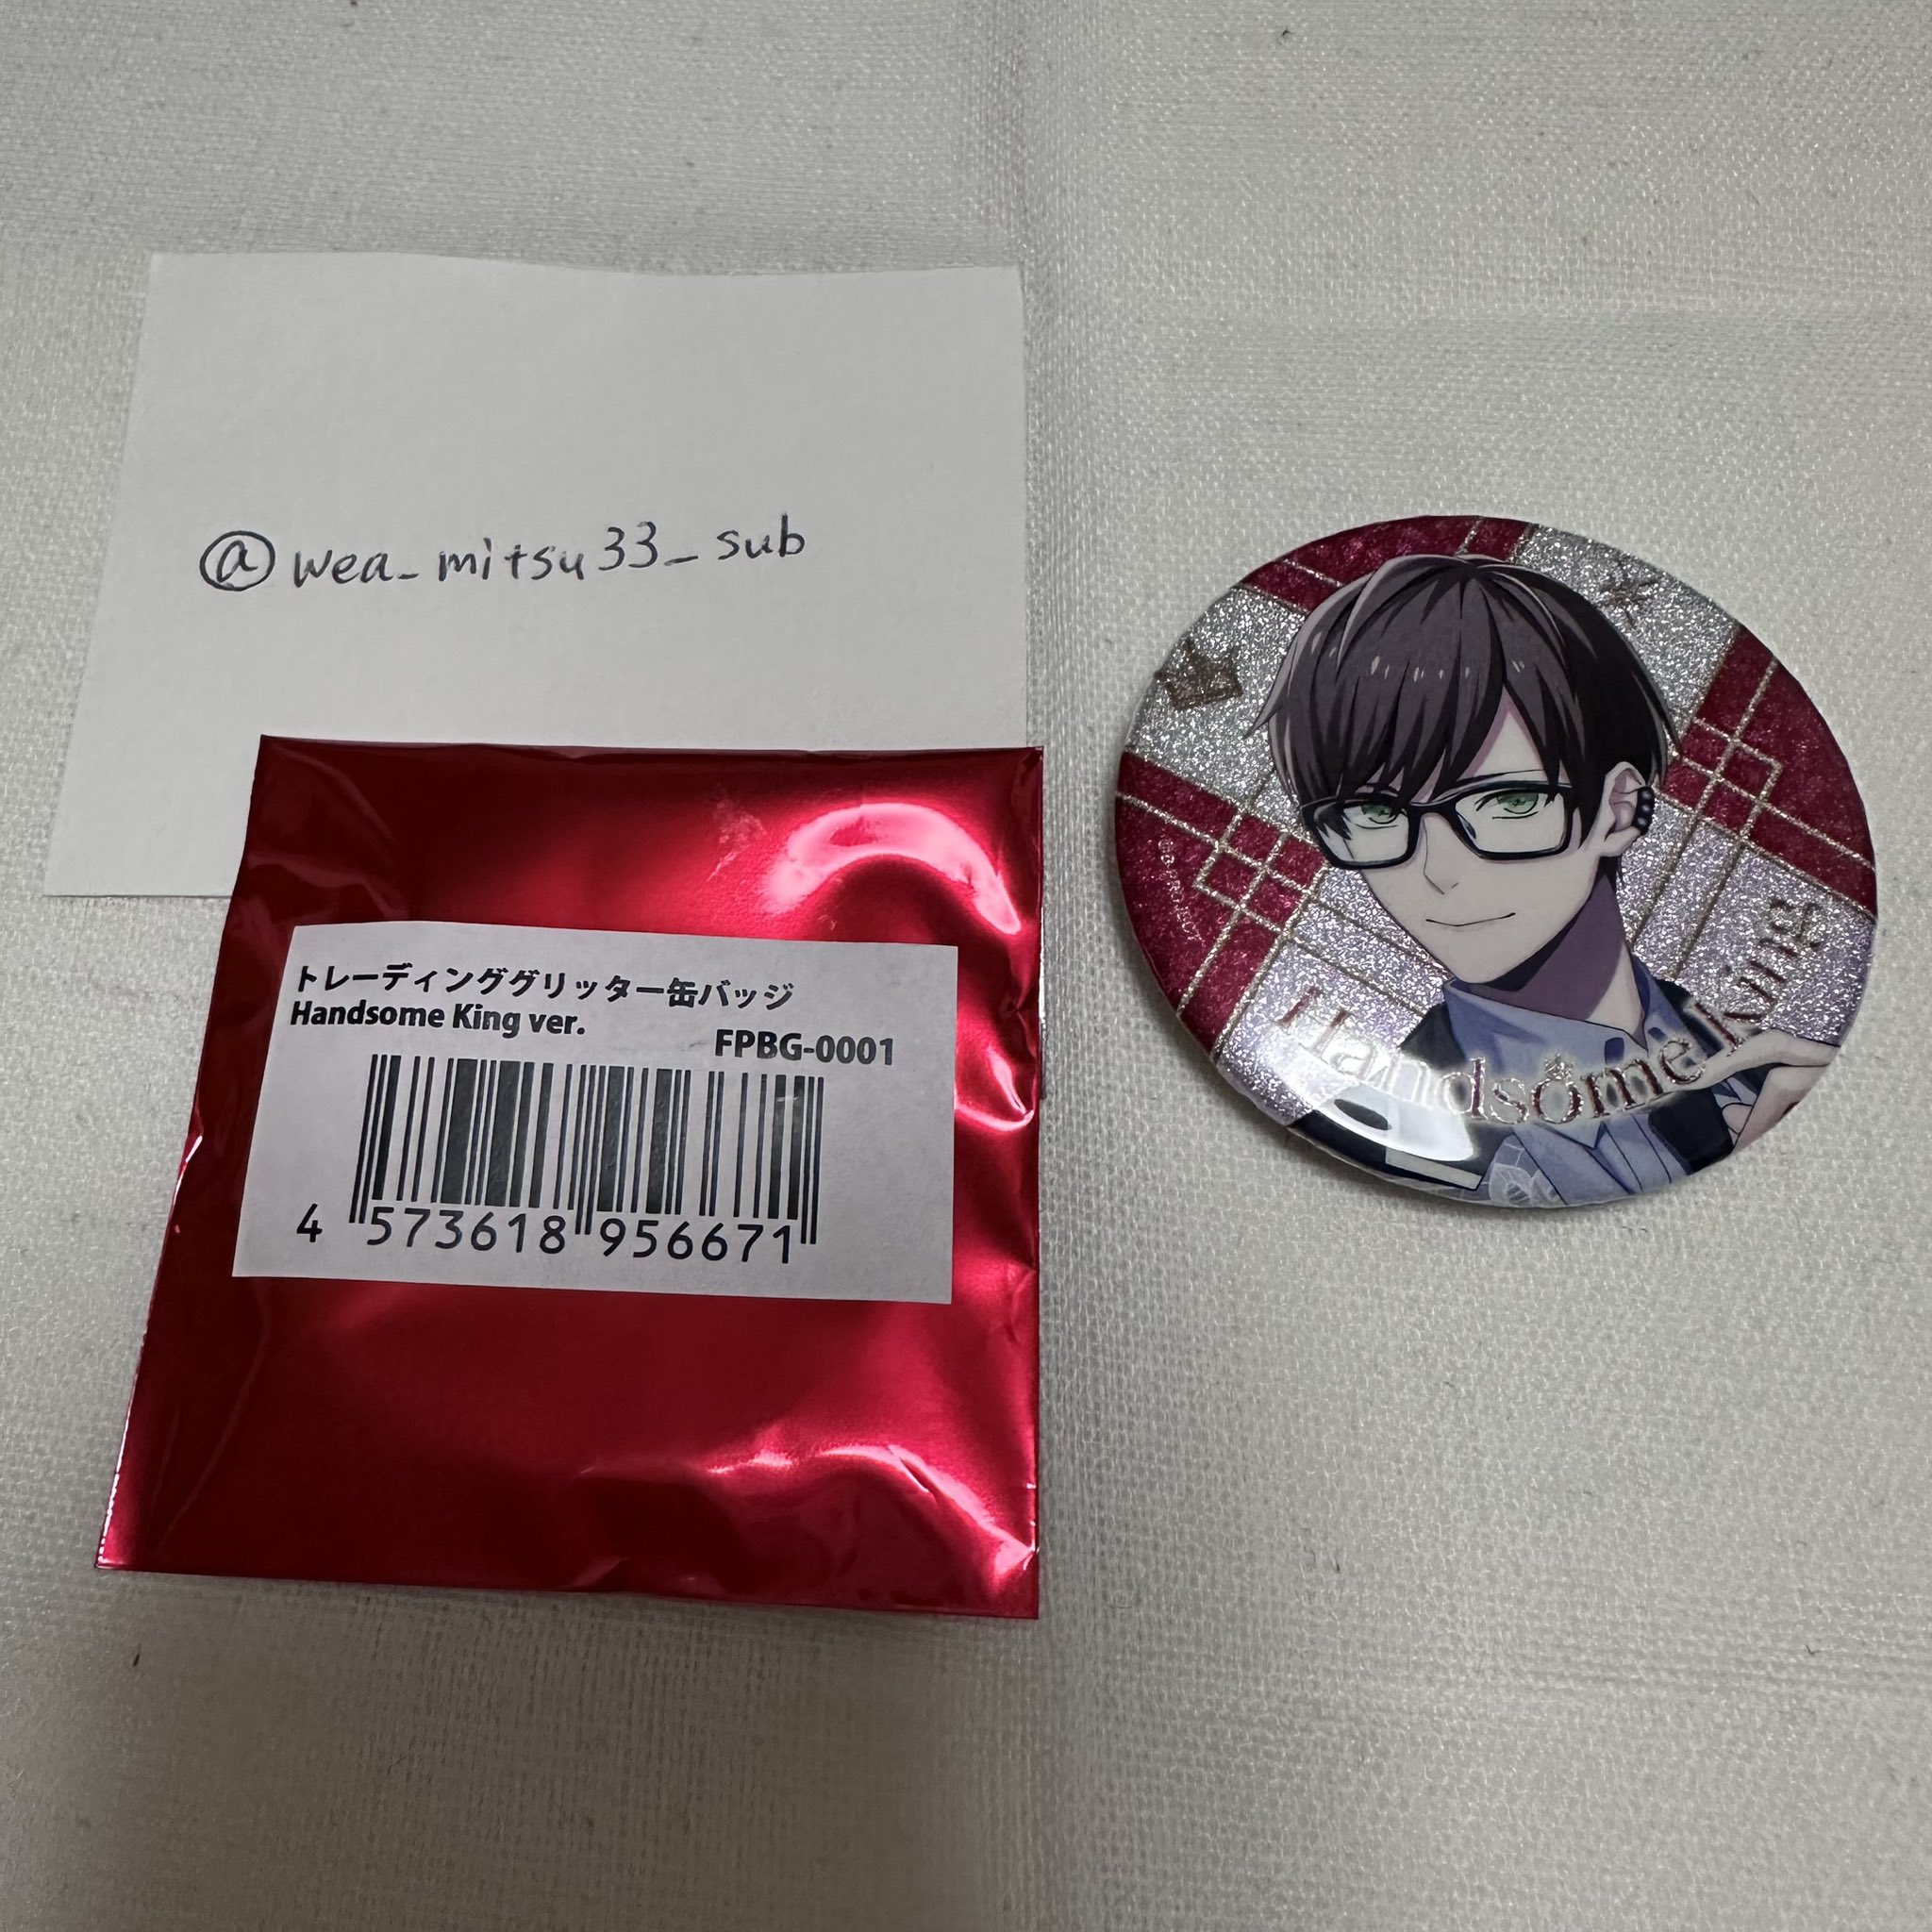 @wea_mitsu33_sub
トレーディンググリッター缶バッジ
Handsome King ver.
FPBG-0001
4 573618 956671
Handsome King